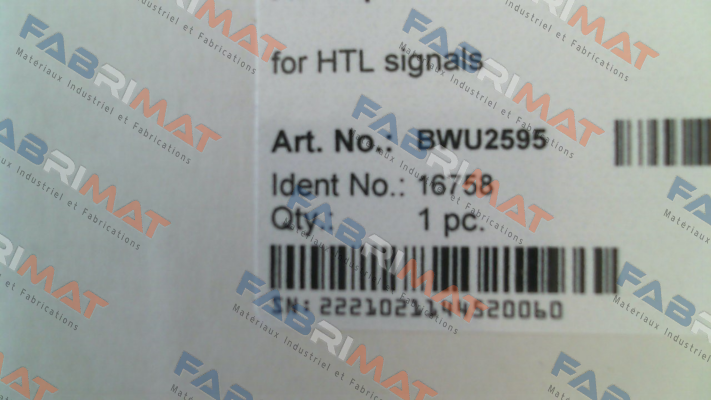 for HTL signals
Art. No.: BWU2595
Ident No.: 16758
Qty.: 1 pc.
SN: 2221021144520060
FABRIMAT
Materiaux Industriel et Fabrications